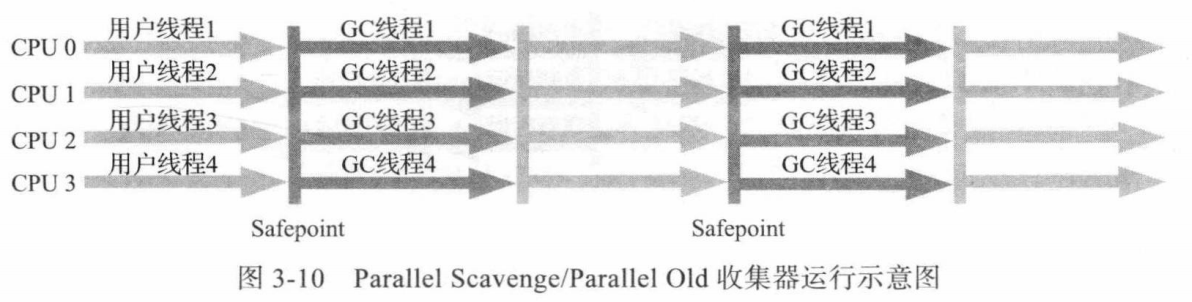 用户线程1 GC线程1 GC线程1
CPU 0
用户线程2 GC线程2 GC线程2
CPU 1
用户线程3 GC线程3 GC线程3
CPU 2
用户线程4 GC线程4 GC线程4
CPU 3
Safepoint Safepoint
图 3-10 Parallel Scavenge/Parallel Old 收集器运行示意图